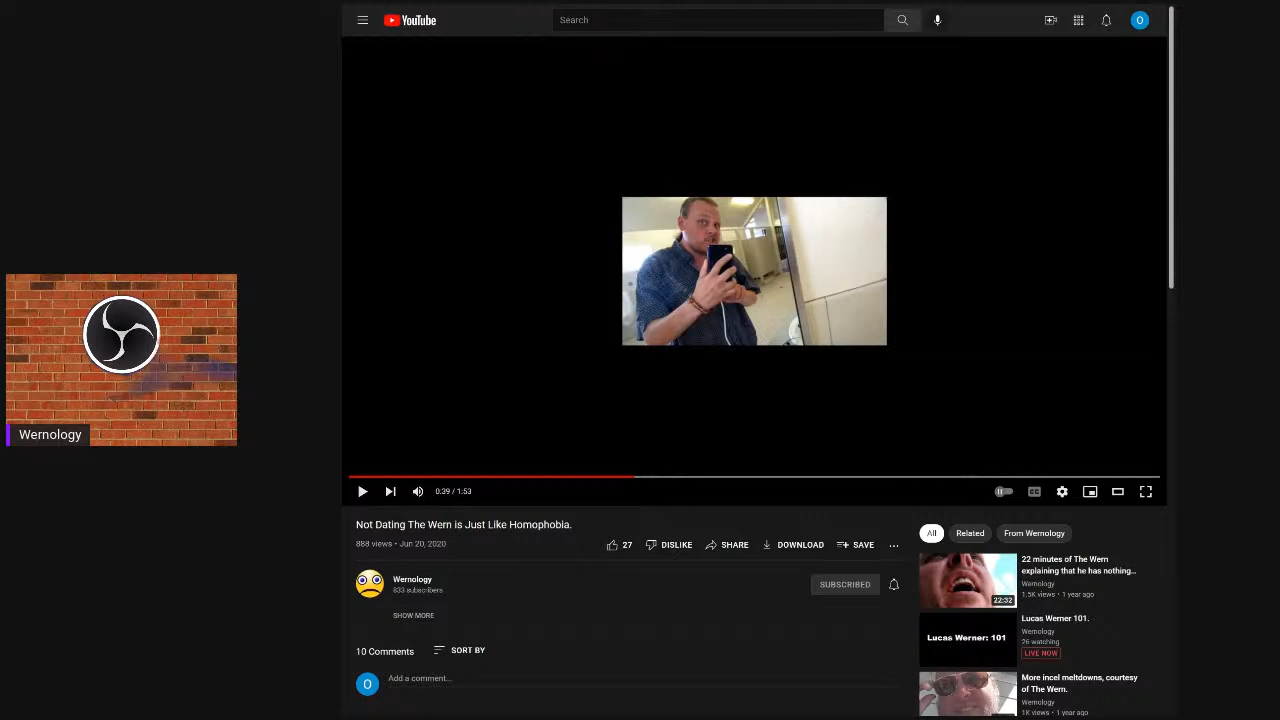 YouTube
Search
O
Wernology
0:39 / 1:53
CC
Not Dating The Wern is Just Like Homophobia.
888 views • Jun 20, 2020
27
DISLIKE
SHARE
DOWNLOAD
SAVE
Wernology
833 subscribers
SUBSCRIBED
SHOW MORE
10 Comments
SORT BY
O
Add a comment...
All
Related
From Wernology
22 minutes of The Wern
explaining that he has nothing...
Wernology
1.5K views • 1 year ago
22:32
Lucas Werner: 101
Lucas Werner 101.
Wernology
26 watching
LIVE NOW
More incel meltdowns, courtesy
of The Wern.
Wernology
1K views • 1 year ago